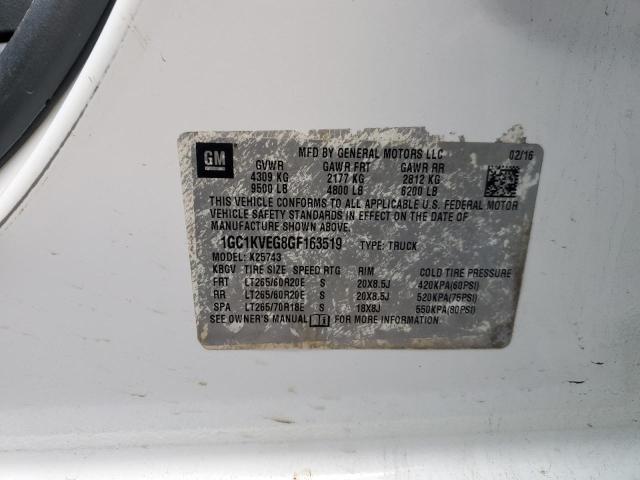 GM
MFD BY GENERAL MOTORS LLC 02/16
GVWR GAWR FRT GAWR RR
4309 KG 2177 KG 2812 KG
9500 LB 4800 LB 6200 LB
THIS VEHICLE CONFORMS TO ALL APPLICABLE U.S. FEDERAL MOTOR
VEHICLE SAFETY STANDARDS IN EFFECT ON THE DATE OF
MANUFACTURE SHOWN ABOVE.
1GC1KVEG8GF163519 TYPE: TRUCK
MODEL: K25743
KBGV TIRE SIZE SPEED RTG RIM COLD TIRE PRESSURE
FRT LT265/60R20E S 20X8.5J 420KPA(60PSI)
RR LT265/60R20E S 20X8.5J 520KPA(75PSI)
SPA LT265/70R18E S 18X8J 550KPA(80PSI)
SEE OWNER'S MANUAL FOR MORE INFORMATION.